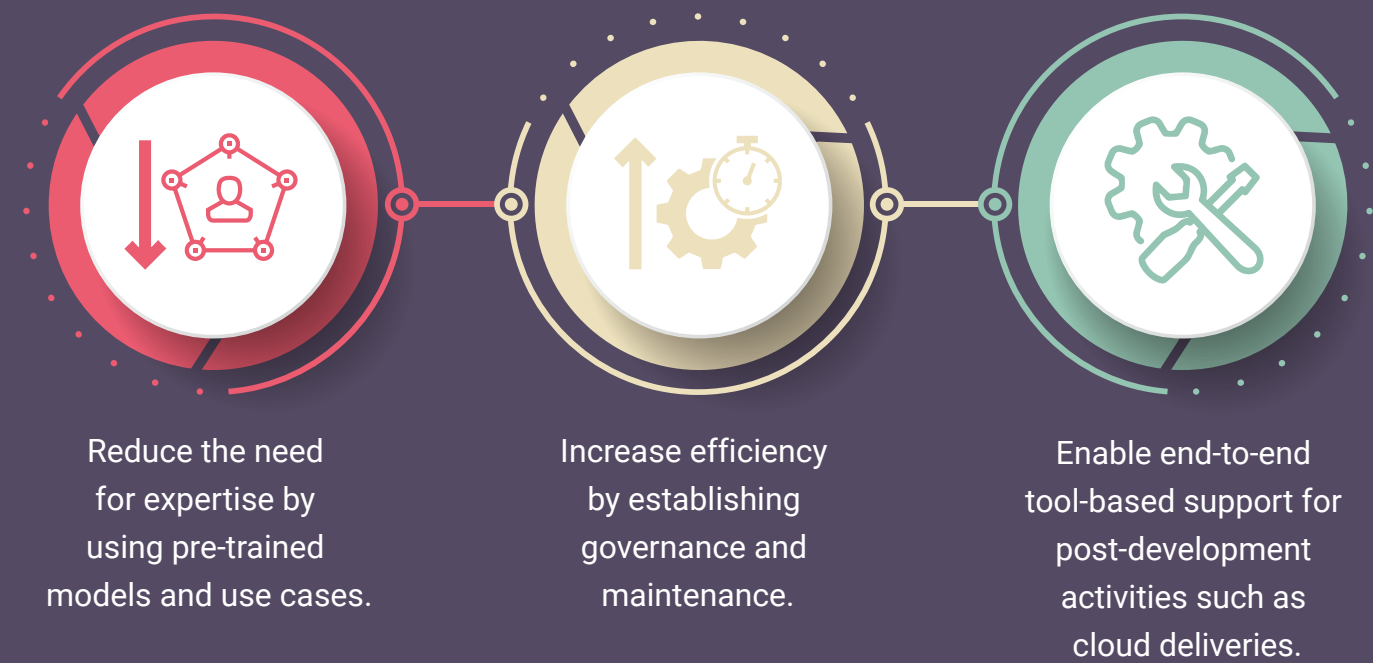 Reduce the need
for expertise by
using pre-trained
models and use cases.
Increase efficiency
by establishing
governance and
maintenance.
Enable end-to-end
tool-based support for
post-development
activities such as
cloud deliveries.